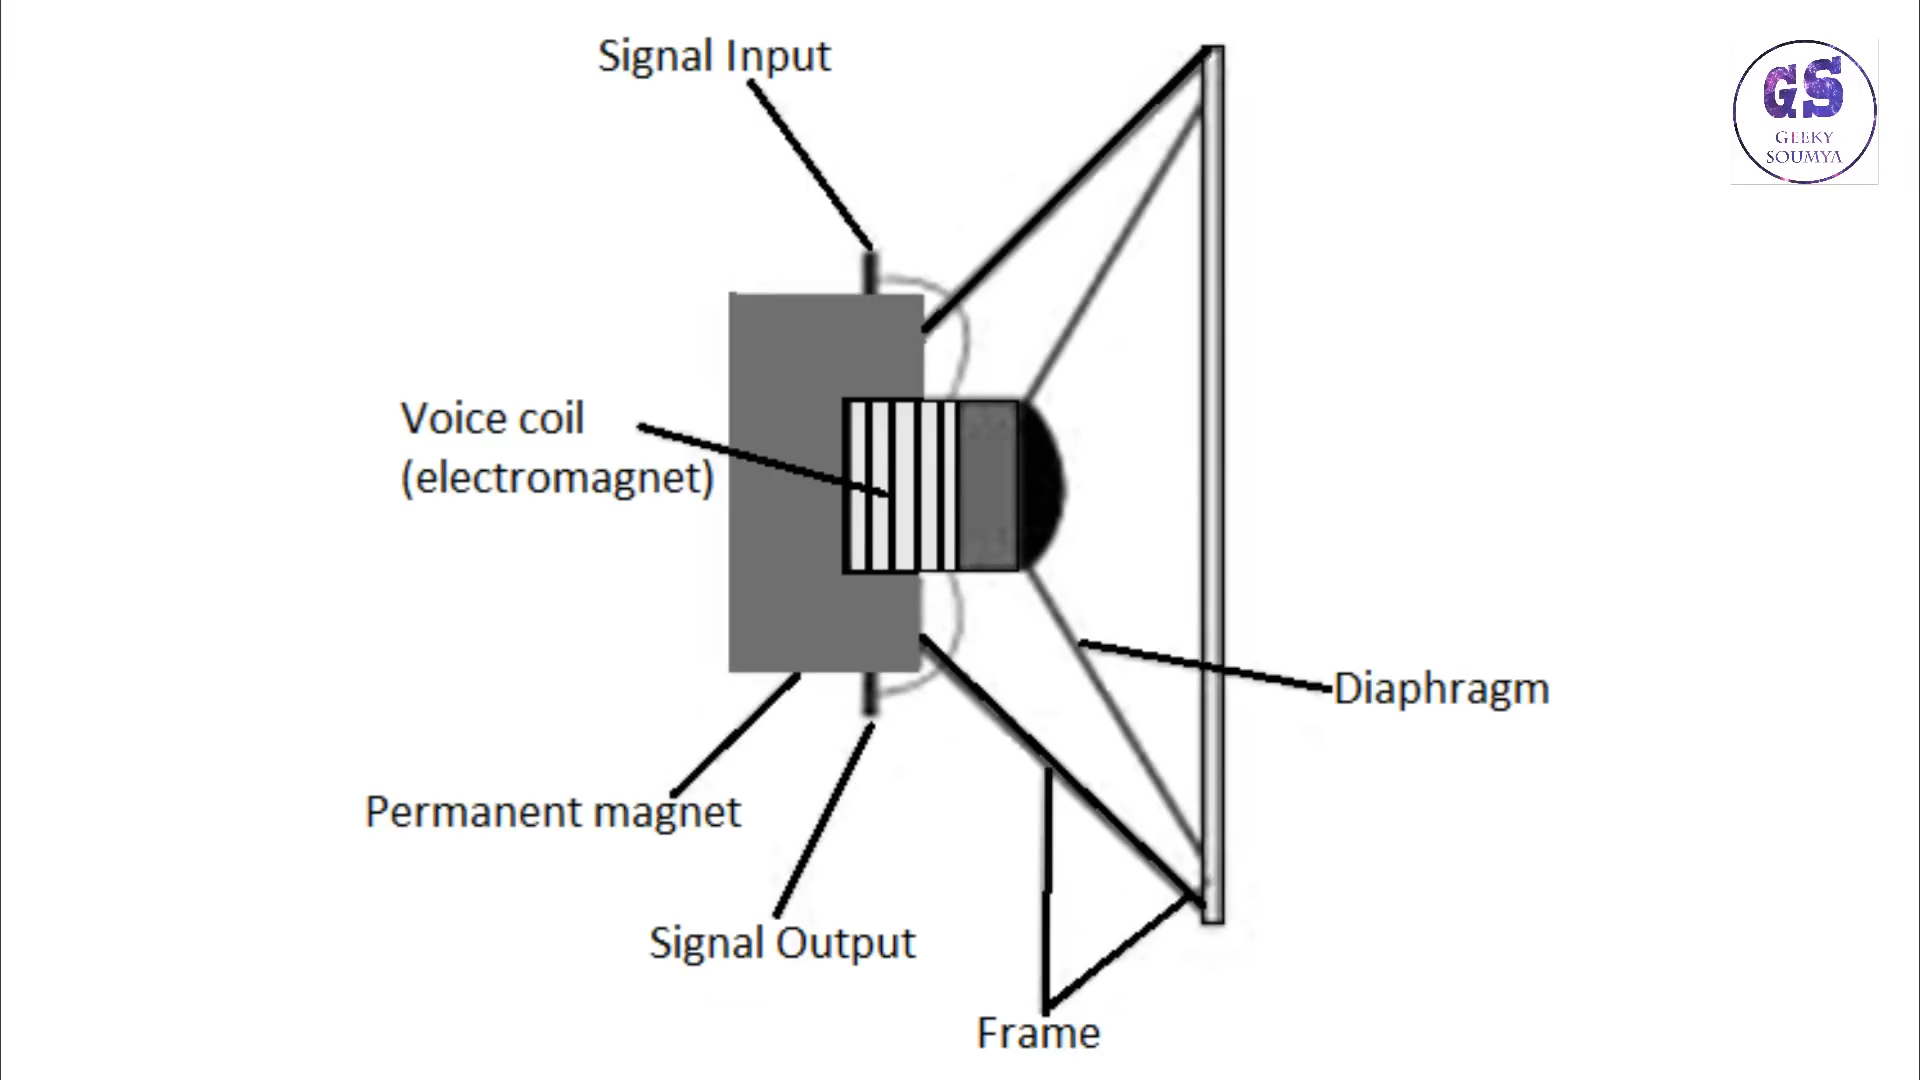 Signal Input
GS
GEEKY
SOUMYA
Voice coil
(electromagnet)
Diaphragm
Permanent magnet
Signal Output
Frame